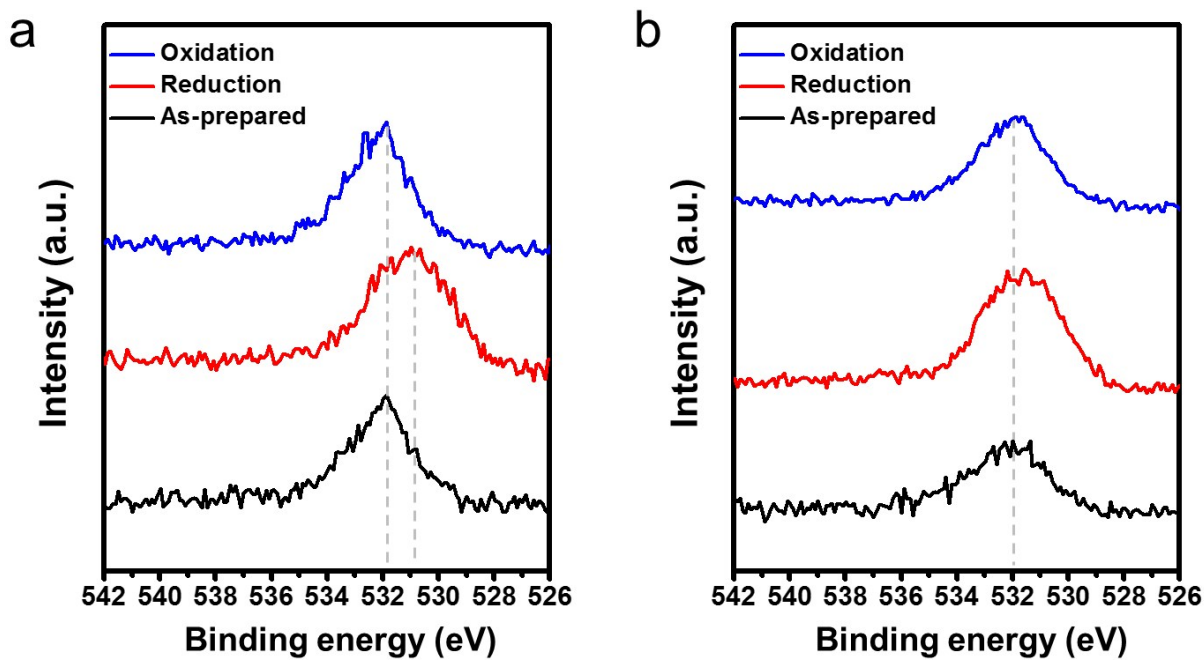 a
Oxidation
Reduction
As-prepared
Intensity (a.u.)
542 540 538 536 534 532 530 528 526
Binding energy (eV)
b
Oxidation
Reduction
As-prepared
Intensity (a.u.)
542 540 538 536 534 532 530 528 526
Binding energy (eV)